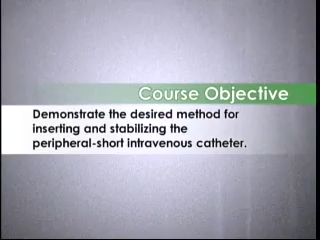 Course Objective
Demonstrate the desired method for
inserting and stabilizing the
peripheral-short intravenous catheter.